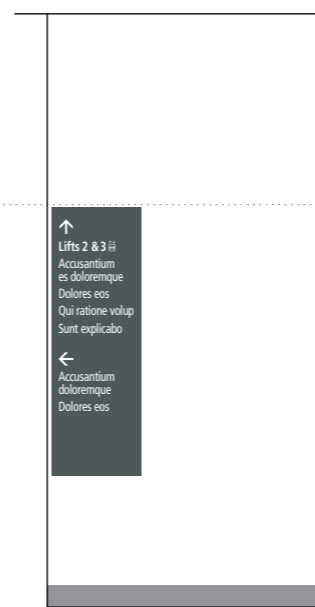 Lifts 2 & 3
Accusantium
es doloremque
Dolores eos
Qui ratione volup
Sunt explicabo
Accusantium
doloremque
Dolores eos